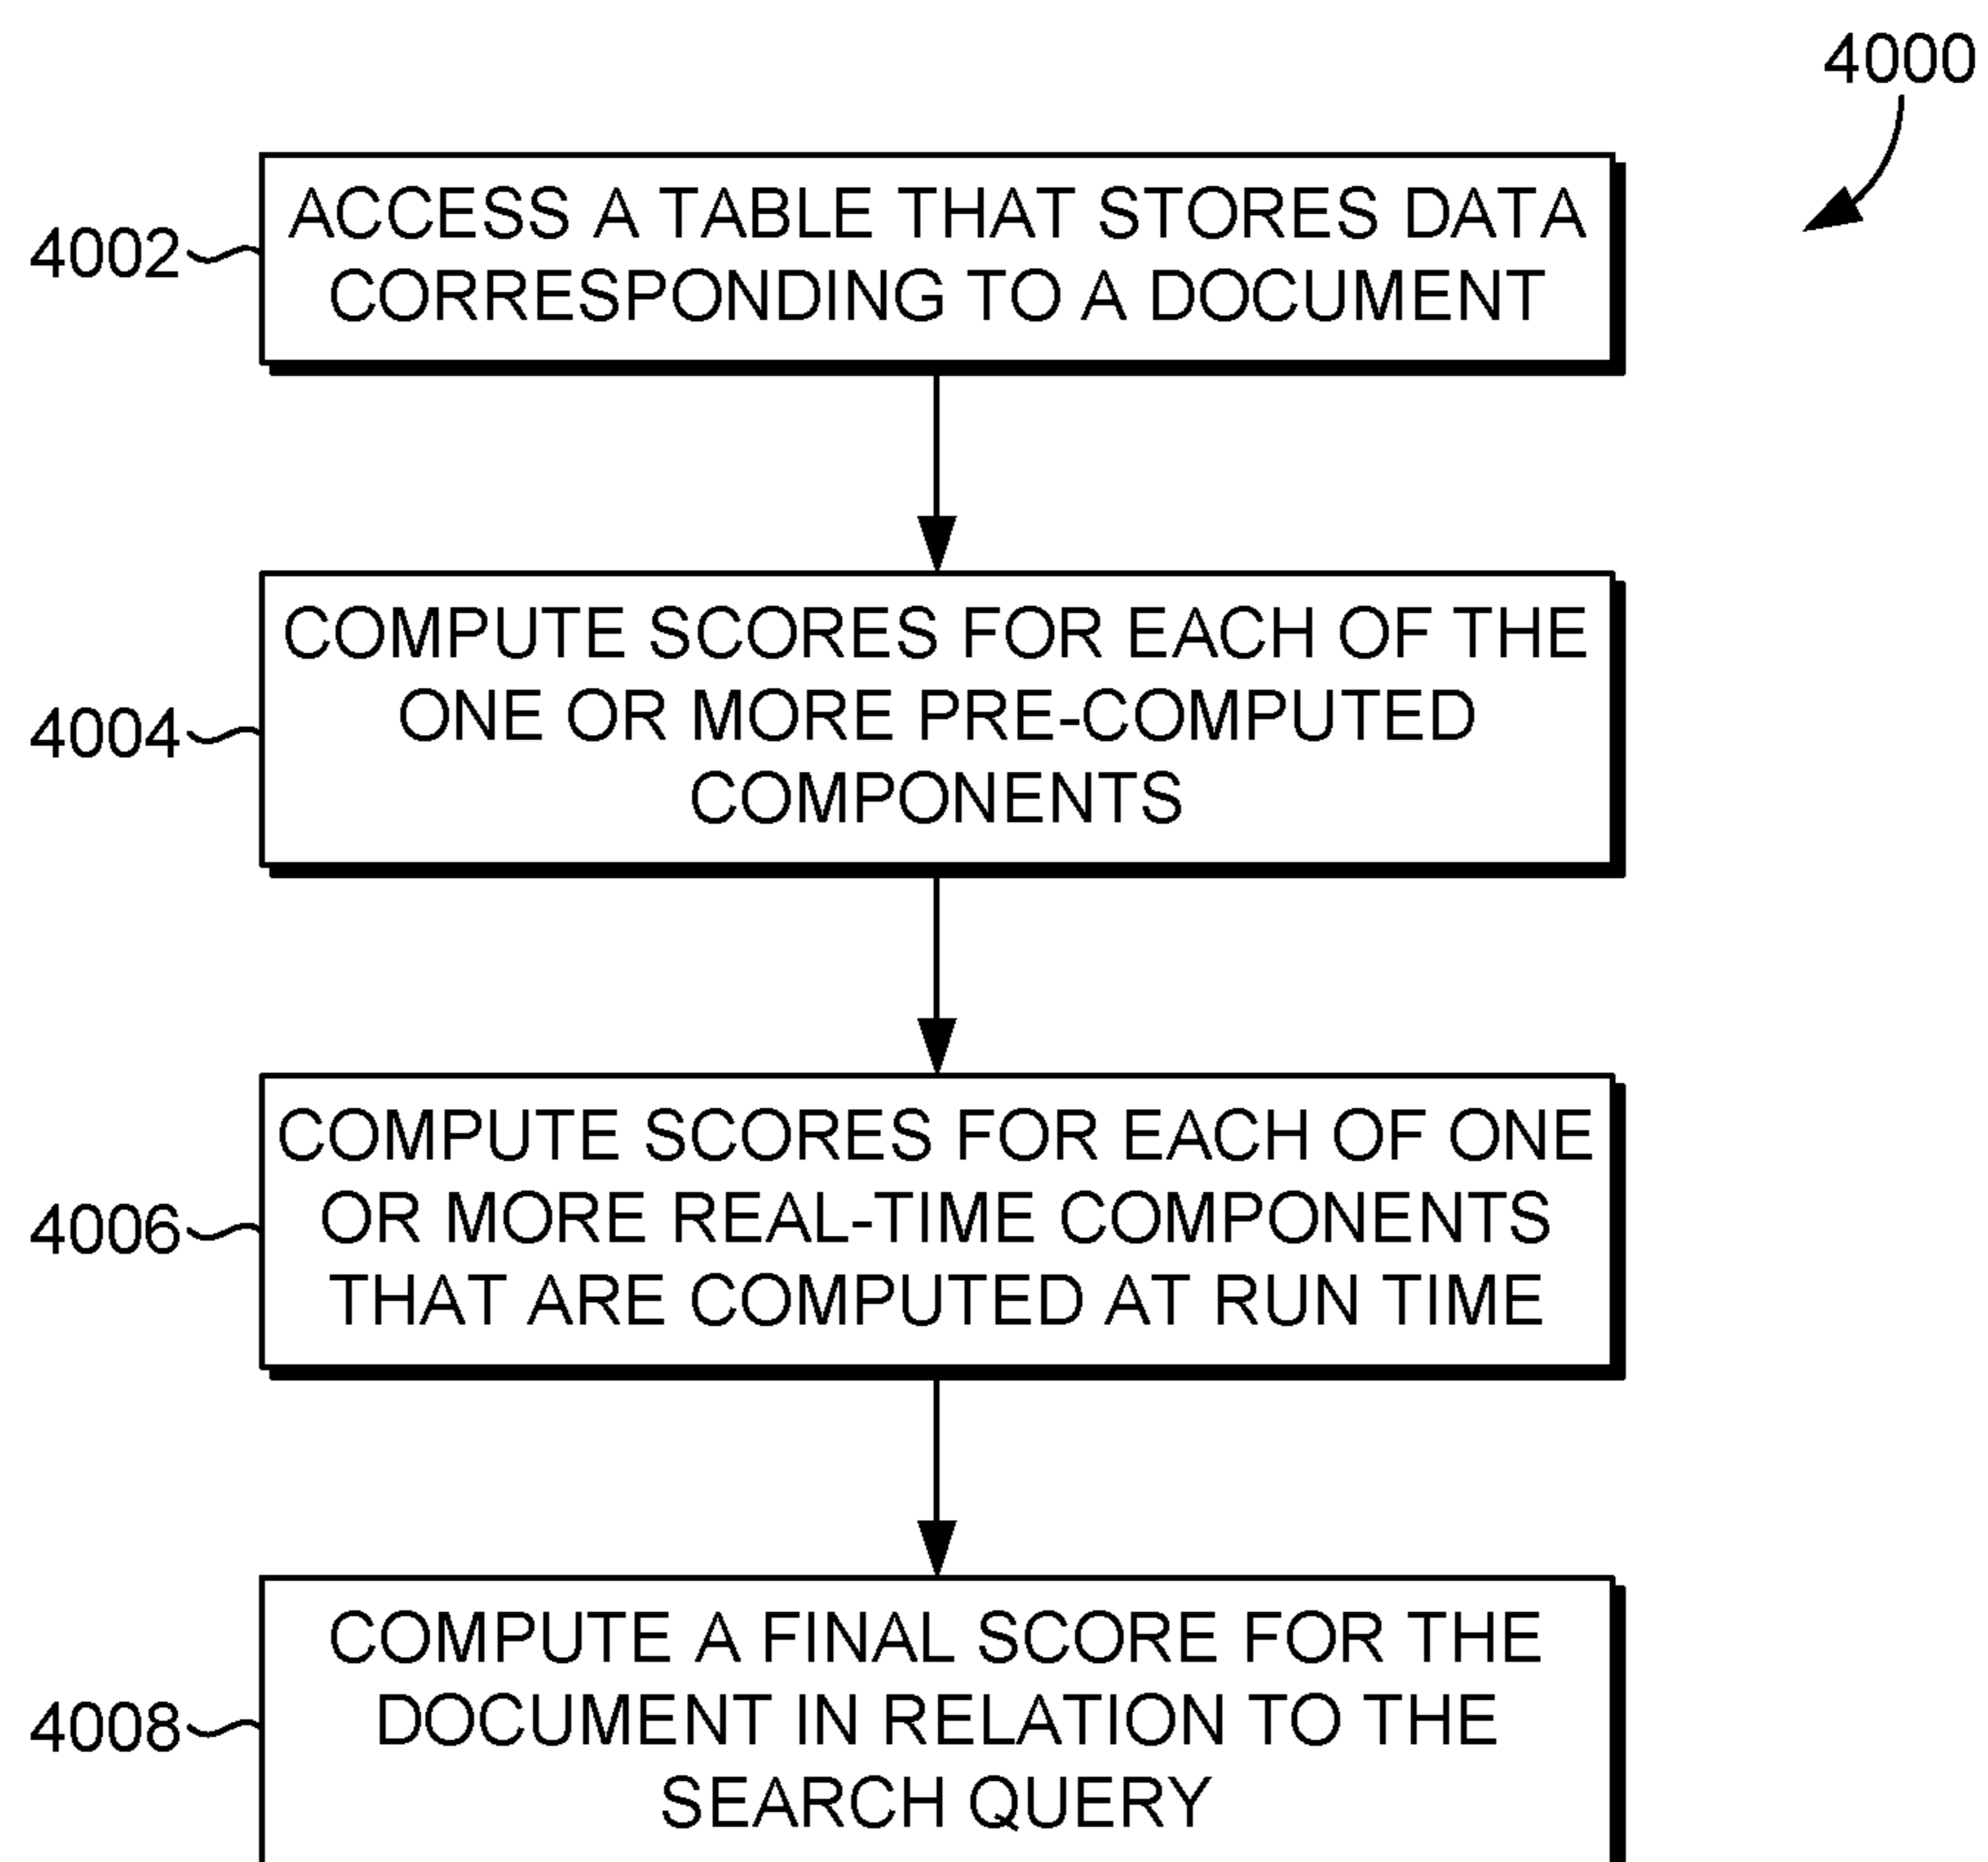 4000
4002
ACCESS A TABLE THAT STORES DATA
CORRESPONDING TO A DOCUMENT
4004
COMPUTE SCORES FOR EACH OF THE
ONE OR MORE PRE-COMPUTED
COMPONENTS
4006
COMPUTE SCORES FOR EACH OF ONE
OR MORE REAL-TIME COMPONENTS
THAT ARE COMPUTED AT RUN TIME
4008
COMPUTE A FINAL SCORE FOR THE
DOCUMENT IN RELATION TO THE
SEARCH QUERY